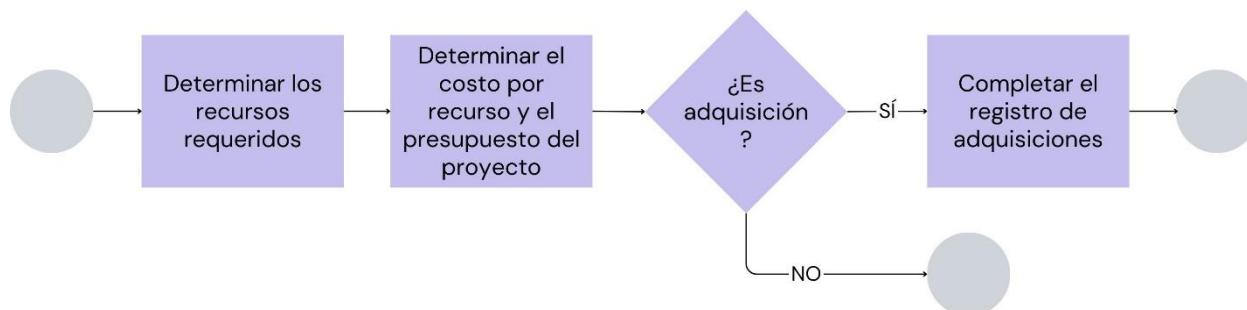 Determinar los
recursos
requeridos
Determinar el
costo por
recurso y el
presupuesto del
proyecto
¿Es
adquisición
?
SÍ
Completar el
registro de
adquisiciones
NO